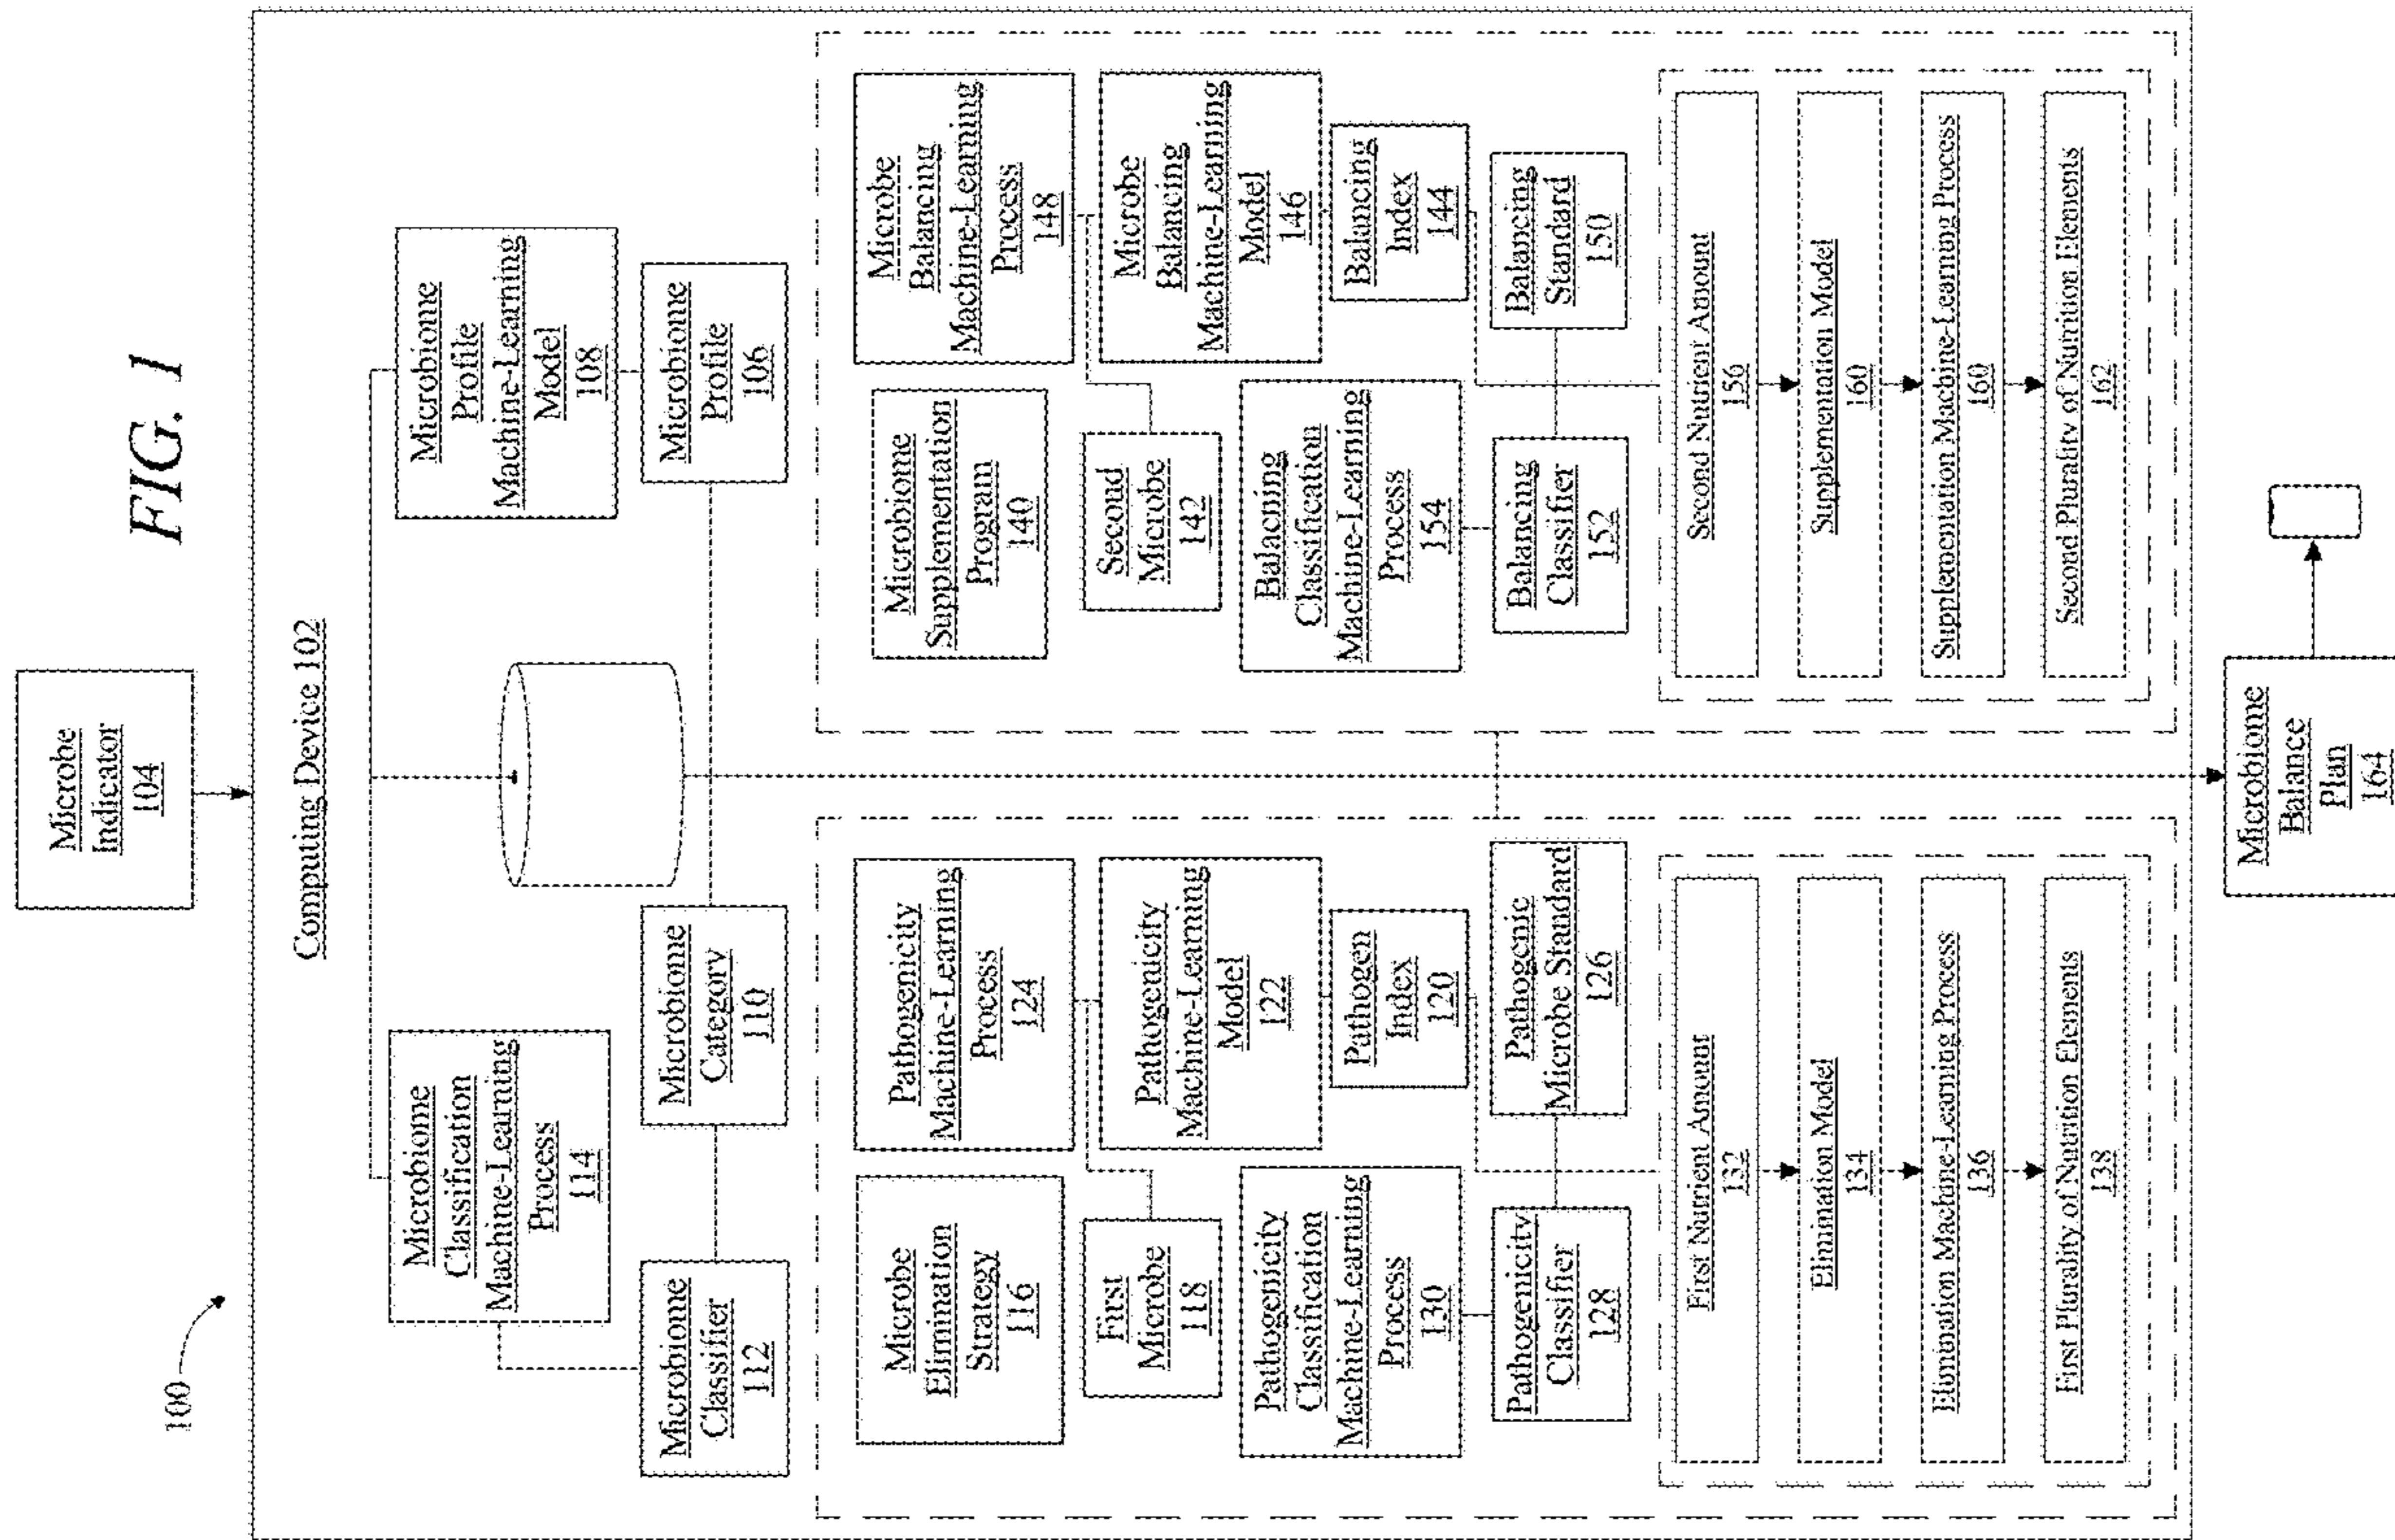 FIG. 1
100
Microbe
Indicator
104
Computing Device 102
Microbiome
Classification
Machine-Learning
Process
114
Microbiome
Profile
Machine-Learning
Model
108
Microbiome
Classifier
112
Microbiome
Category
110
Microbiome
Profile
106
Microbe
Elimination
Strategy
116
Pathogenicity
Machine-Learning
Process
124
First
Microbe
118
Pathogenicity
Machine-Learning
Model
122
Pathogenicity
Classification
Machine-Learning
Process
130
Pathogen
Index
120
Pathogenicity
Classifier
128
Pathogenic
Microbe Standard
126
First Nutrient Amount
132
Elimination Model
134
Elimination Machine-Learning Process
136
First Plurality of Nutrition Elements
138
Microbiome
Supplementation
Program
140
Microbe
Balancing
Machine-Learning
Process
148
Second
Microbe
142
Microbe
Balancing
Machine-Learning
Model
146
Balacning
Classification
Machine-Learning
Process
154
Balancing
Index
144
Balancing
Classifier
152
Balancing
Standard
150
Second Nutrient Amount
156
Supplementation Model
160
Supplementation Machine-Learning Process
160
Second Plurality of Nutrition Elements
162
Microbiome
Balance
Plan
164